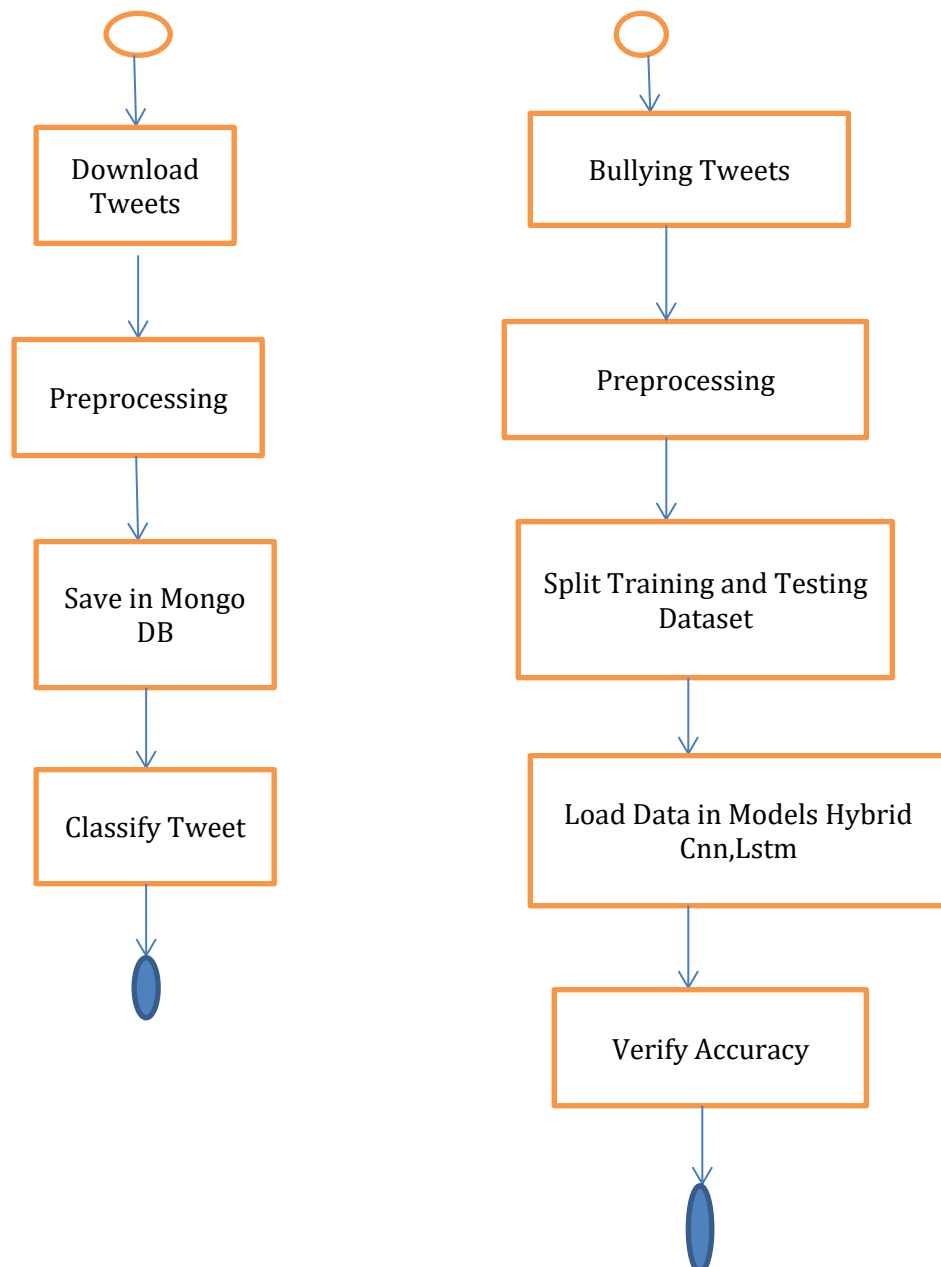 Download
Tweets
Preprocessing
Save in Mongo
DB
Classify Tweet
Bullying Tweets
Preprocessing
Split Training and Testing
Dataset
Load Data in Models Hybrid
Cnn,Lstm
Verify Accuracy